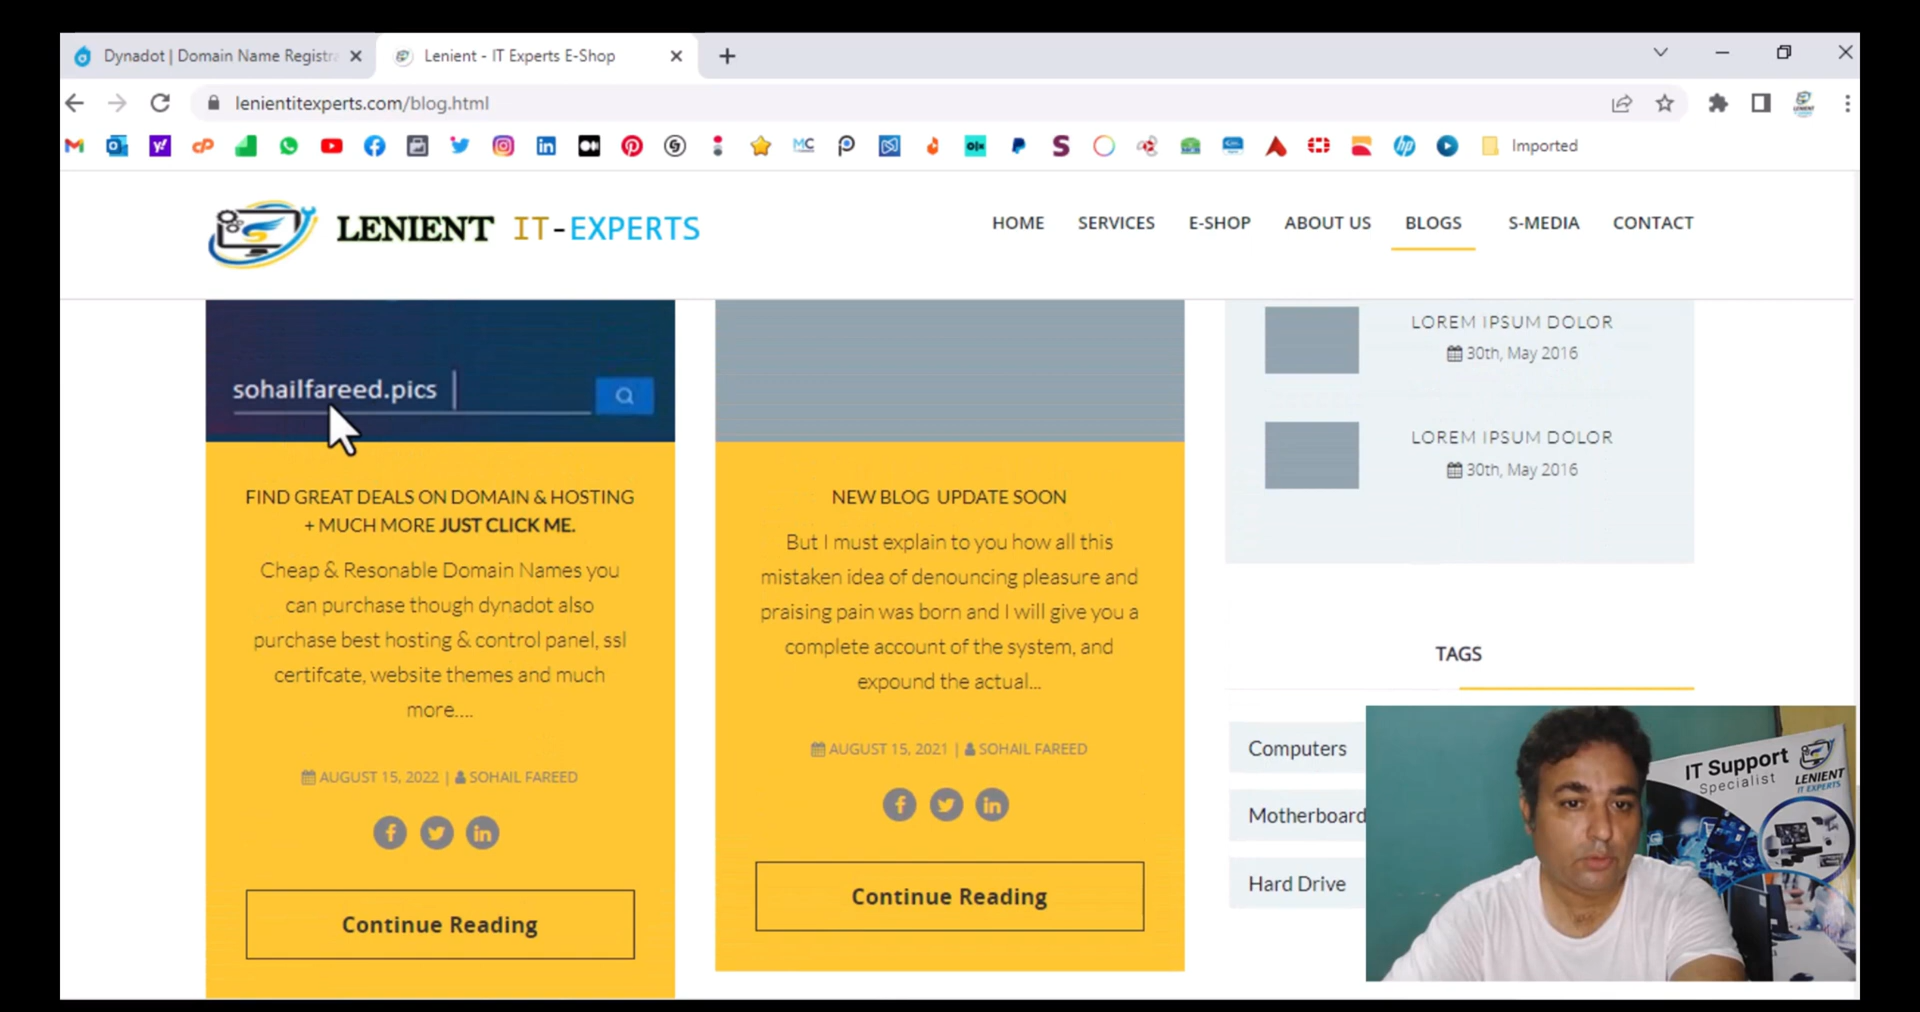 Dynadot | Domain Name Registra
Lenient - IT Experts E-Shop
lenientitexperts.com/blog.html
Imported
LENIENT IT-EXPERTS
HOME SERVICES E-SHOP ABOUT US BLOGS S-MEDIA CONTACT
sohailfareed.pics
FIND GREAT DEALS ON DOMAIN & HOSTING
+ MUCH MORE JUST CLICK ME.
Cheap & Resonable Domain Names you
can purchase though dynadot also
purchase best hosting & control panel, ssl
certifcate, website themes and much
more....
AUGUST 15, 2022 | SOHAIL FAREED
Continue Reading
NEW BLOG UPDATE SOON
But I must explain to you how all this
mistaken idea of denouncing pleasure and
praising pain was born and I will give you a
complete account of the system, and
expound the actual...
AUGUST 15, 2021 | SOHAIL FAREED
Continue Reading
LOREM IPSUM DOLOR
30th, May 2016
LOREM IPSUM DOLOR
30th, May 2016
TAGS
Computers
Motherboard
Hard Drive
IT Support
Specialist
LENIENT
IT EXPERTS